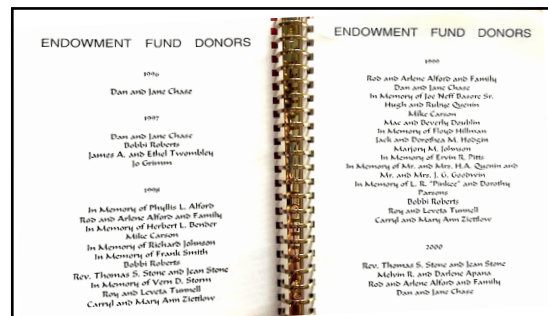 ENDOWMENT FUND DONORS
1996
Dan and Jane Chase
1997
Dan and Jane Chase
Bobbi Roberts
James A. and Ethel Twombley
Jo Grimm
1998
In Memory of Phyllis L. Alford
Rod and Arlene Alford and Family
In Memory of Herbert L. Bender
Mike Carson
In Memory of Richard Johnson
In Memory of Frank Smith
Bobbi Roberts
Rev. Thomas S. Stone and Jean Stone
In Memory of Vern D. Storm
Roy and Leveta Tunnell
Carryl and Mary Ann Zietlow
ENDOWMENT FUND DONORS
1999
Rod and Arlene Alford and Family
Dan and Jane Chase
In Memory of Joe Neff Basore Sr.
Hugh and Rubye Quenin
Mike Carson
Mac and Beverly Doublin
In Memory of Floyd Hillman
Jack and Dorothea M. Hodgin
Marjory M. Johnson
In Memory of Ervin R. Pitts
In Memory of Mr. and Mrs. H.A. Quenin and
Mr. and Mrs. J. G. Goodwin
In Memory of L. R. "Pinkee" and Dorothy
Parsons
Bobbi Roberts
Roy and Leveta Tunnell
Carryl and Mary Ann Ziettlow
2000
Rev. Thomas S. Stone and Jean Stone
Melvin R. and Darlene Apana
Rod and Arlene Alford and Family
Dan and Jane Chase